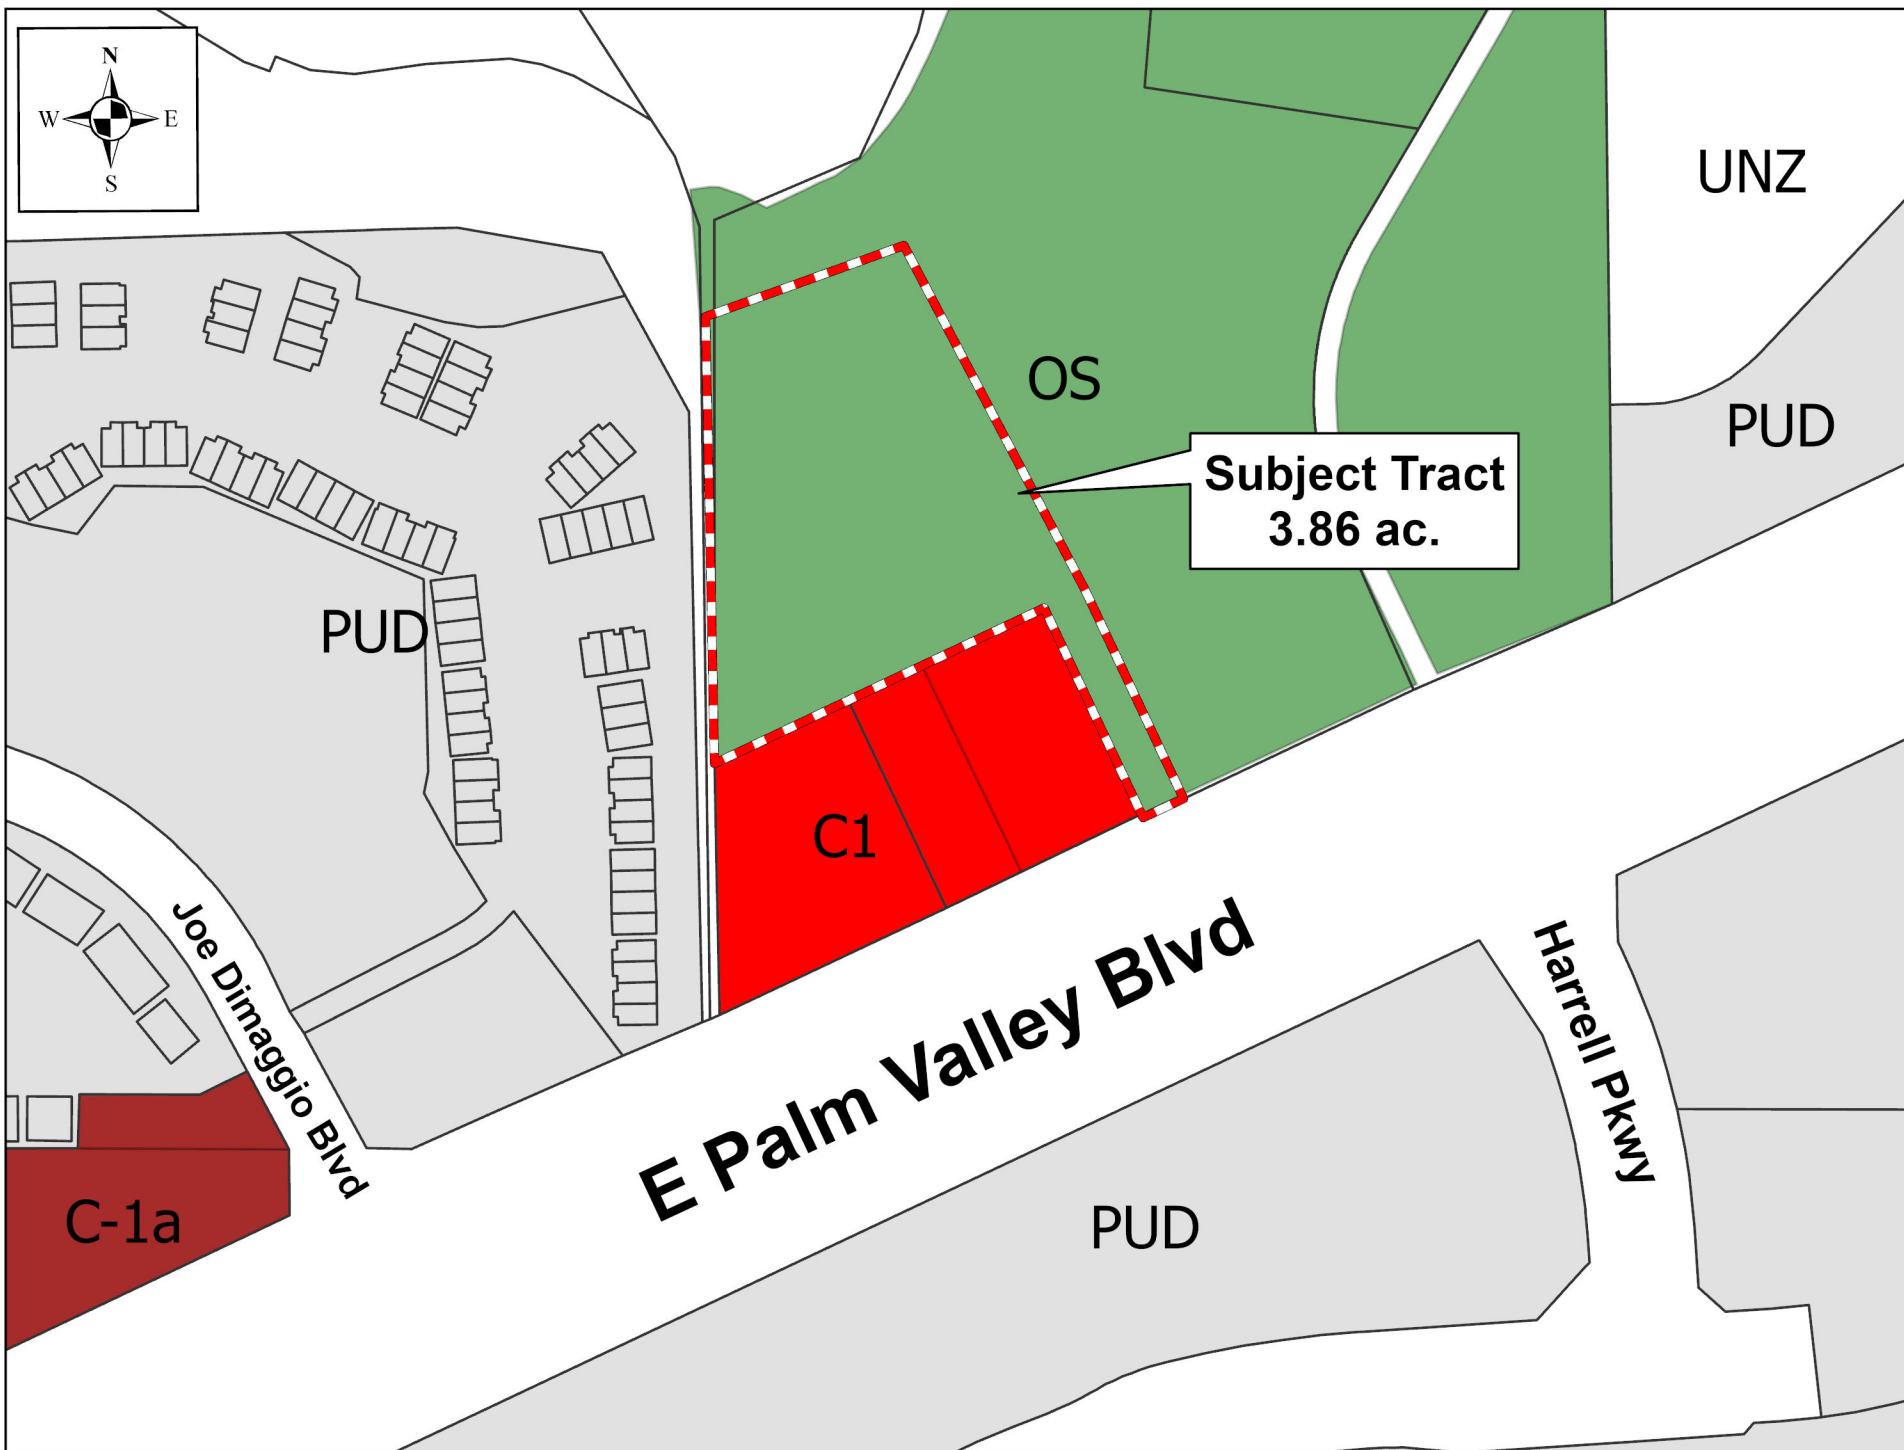 N
W E
S
UNZ
OS
PUD
Subject Tract
3.86 ac.
PUD
C1
Joe Dimaggio Blvd
E Palm Valley Blvd
Harrell Pkwy
C-1a
PUD